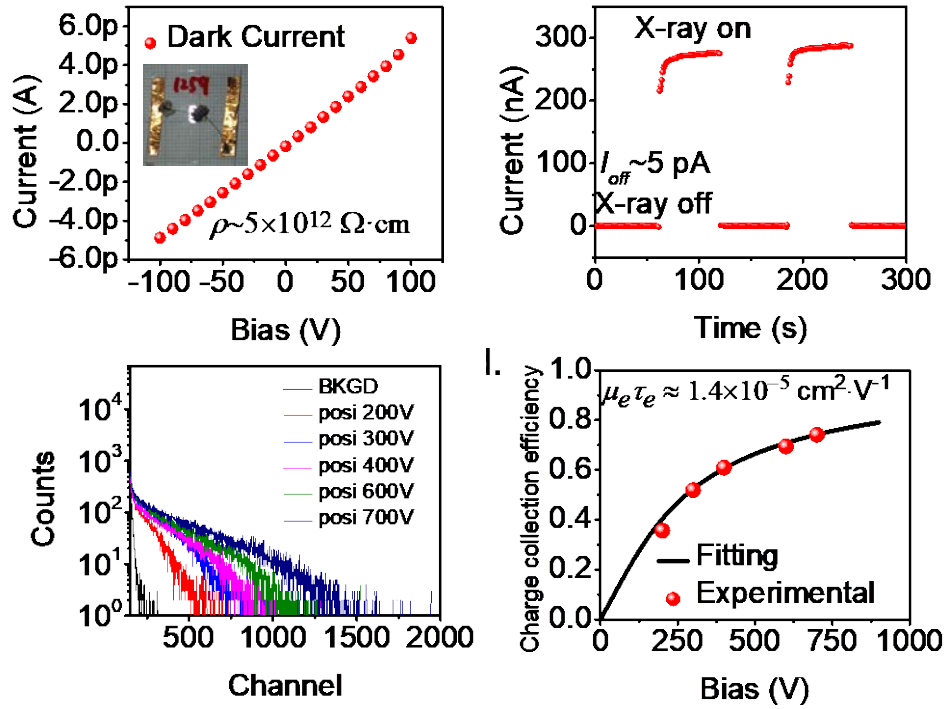 6.0p
4.0p
2.0p
0.0
-2.0p
-4.0p
-6.0p
Current (A)
Dark Current
1259
ρ~5×10¹² Ω·cm
-100 -50 0 50 100
Bias (V)
300
200
100
0
Current (nA)
X-ray on
I_off~5 pA
X-ray off
0 100 200 300
Time (s)
10⁴
10³
10²
10¹
10⁰
Counts
BKGD
posi 200V
posi 300V
posi 400V
posi 600V
posi 700V
500 1000 1500 2000
Channel
I.
1.0
0.8
0.6
0.4
0.2
0.0
Charge collection efficiency
μₑτₑ ≈ 1.4×10⁻⁵ cm²·V⁻¹
Fitting
Experimental
0 250 500 750 1000
Bias (V)